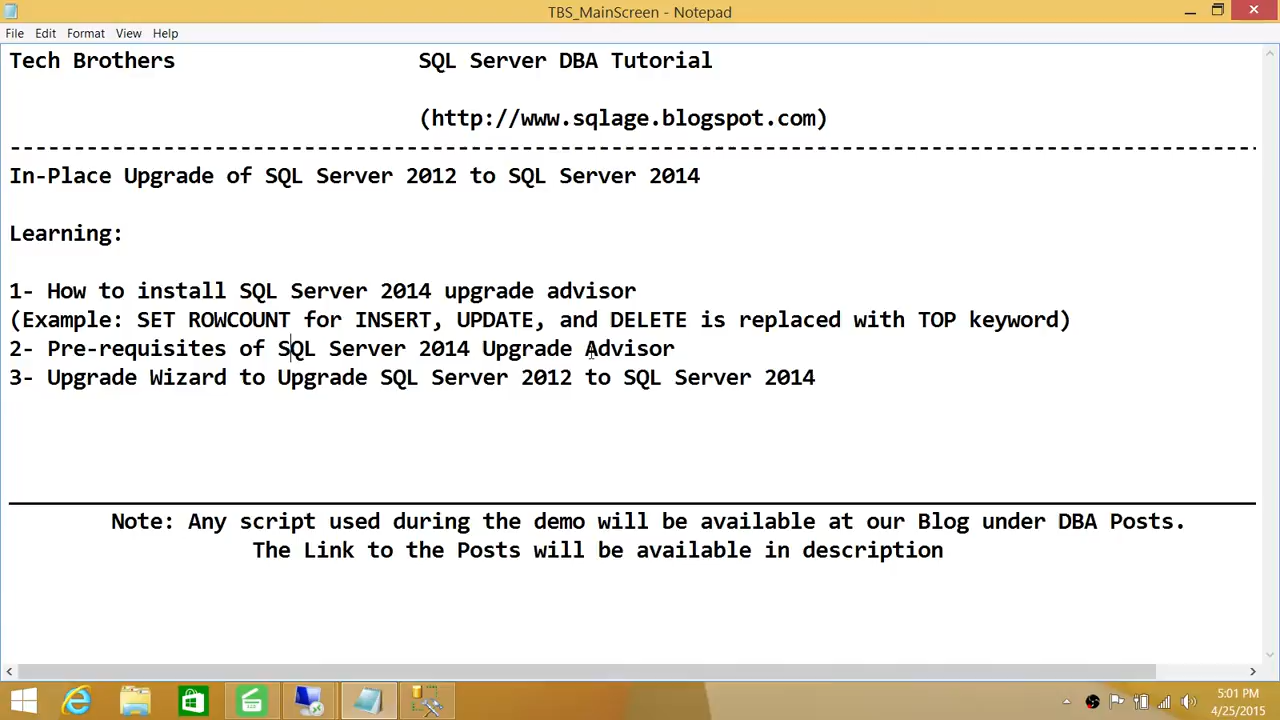 TBS_MainScreen - Notepad
File Edit Format View Help
Tech Brothers SQL Server DBA Tutorial
(http://www.sqlage.blogspot.com)
In-Place Upgrade of SQL Server 2012 to SQL Server 2014
Learning:
1- How to install SQL Server 2014 upgrade advisor
(Example: SET ROWCOUNT for INSERT, UPDATE, and DELETE is replaced with TOP keyword)
2- Pre-requisites of SQL Server 2014 Upgrade Advisor
3- Upgrade Wizard to Upgrade SQL Server 2012 to SQL Server 2014
Note: Any script used during the demo will be available at our Blog under DBA Posts.
The Link to the Posts will be available in description
5:01 PM
4/25/2015